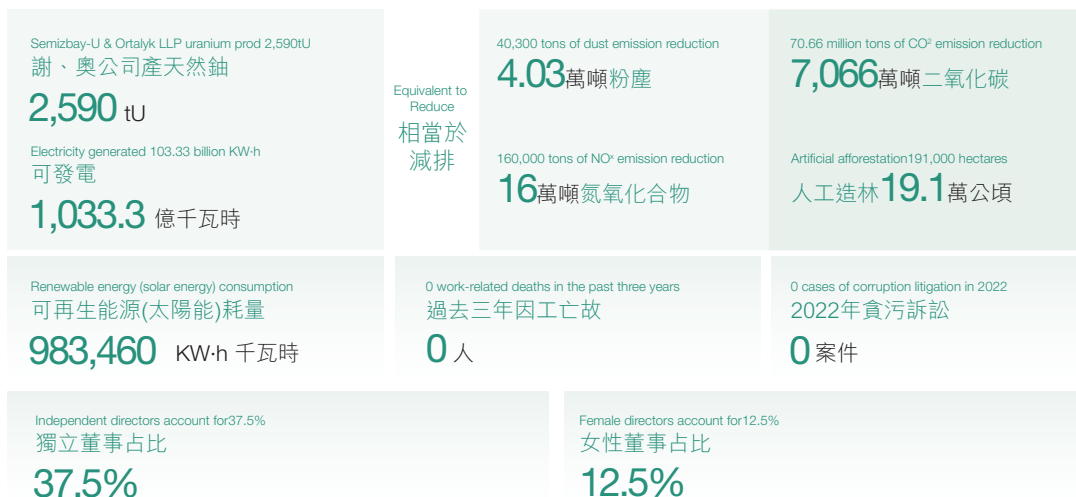 Semizbay-U & Ortalyk LLP uranium prod 2,590tU
謝、奧公司產天然鈾
2,590 tU
Electricity generated 103.33 billion KW·h
可發電
1,033.3 億千瓦時
Equivalent to
Reduce
相當於
減排
40,300 tons of dust emission reduction
4.03萬噸粉塵
160,000 tons of NOˣ emission reduction
16萬噸氮氧化合物
70.66 million tons of CO² emission reduction
7,066萬噸二氧化碳
Artificial afforestation191,000 hectares
人工造林19.1萬公頃
Renewable energy (solar energy) consumption
可再生能源(太陽能)耗量
983,460 KW·h 千瓦時
0 work-related deaths in the past three years
過去三年因工亡故
0 人
0 cases of corruption litigation in 2022
2022年貪污訴訟
0 案件
Independent directors account for37.5%
獨立董事占比
37.5%
Female directors account for12.5%
女性董事占比
12.5%